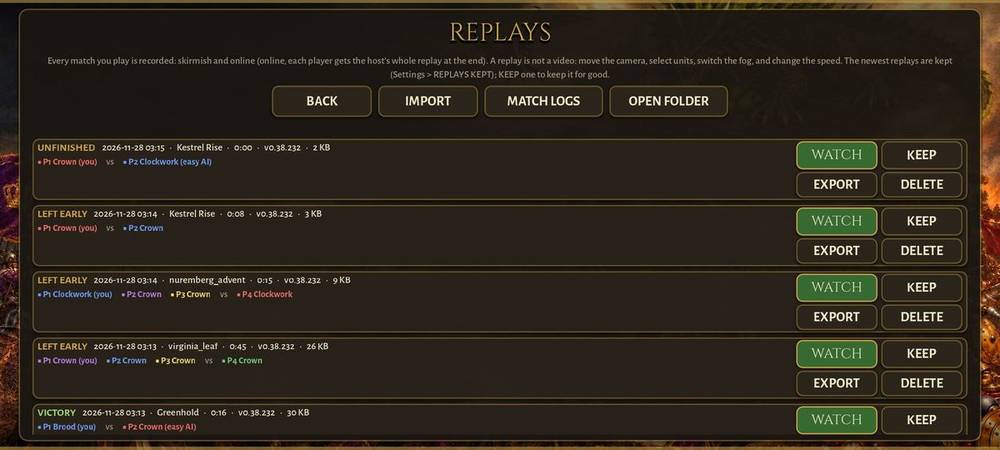 REPLAYS
Every match you play is recorded: skirmish and online (online, each player gets the host's whole replay at the end). A replay is not a video: move the camera, select units, switch the fog, and change the speed. The newest replays are kept
(Settings > REPLAYS KEPT); KEEP one to keep it for good.
BACK IMPORT MATCH LOGS OPEN FOLDER
UNFINISHED 2026-11-28 03:15 · Kestrel Rise · 0:00 · v0.38.232 · 2 KB
• P1 Crown (you) vs • P2 Clockwork (easy AI)
WATCH KEEP
EXPORT DELETE
LEFT EARLY 2026-11-28 03:14 · Kestrel Rise · 0:08 · v0.38.232 · 3 KB
• P1 Crown (you) vs • P2 Crown
WATCH KEEP
EXPORT DELETE
LEFT EARLY 2026-11-28 03:14 · nuremberg_advent · 0:15 · v0.38.232 · 9 KB
• P1 Clockwork (you) • P2 Crown • P3 Crown vs • P4 Clockwork
WATCH KEEP
EXPORT DELETE
LEFT EARLY 2026-11-28 03:13 · virginia_leaf · 0:45 · v0.38.232 · 26 KB
• P1 Crown (you) • P2 Crown • P3 Crown vs • P4 Crown
WATCH KEEP
EXPORT DELETE
VICTORY 2026-11-28 03:13 · Greenhold · 0:16 · v0.38.232 · 30 KB
• P1 Brood (you) vs • P2 Crown (easy AI)
WATCH KEEP